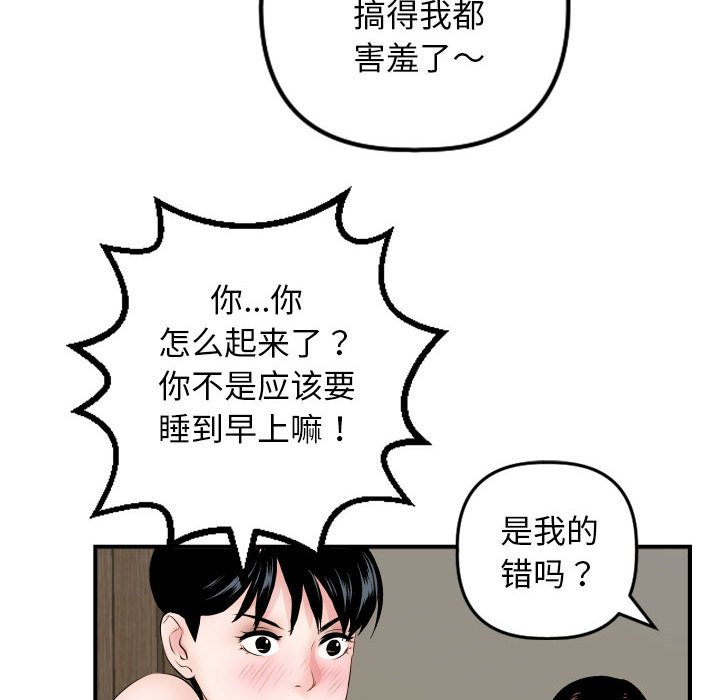 搞得我都
害羞了～
你...你
怎么起来了？
你不是应该要
睡到早上嘛！
是我的
错吗？